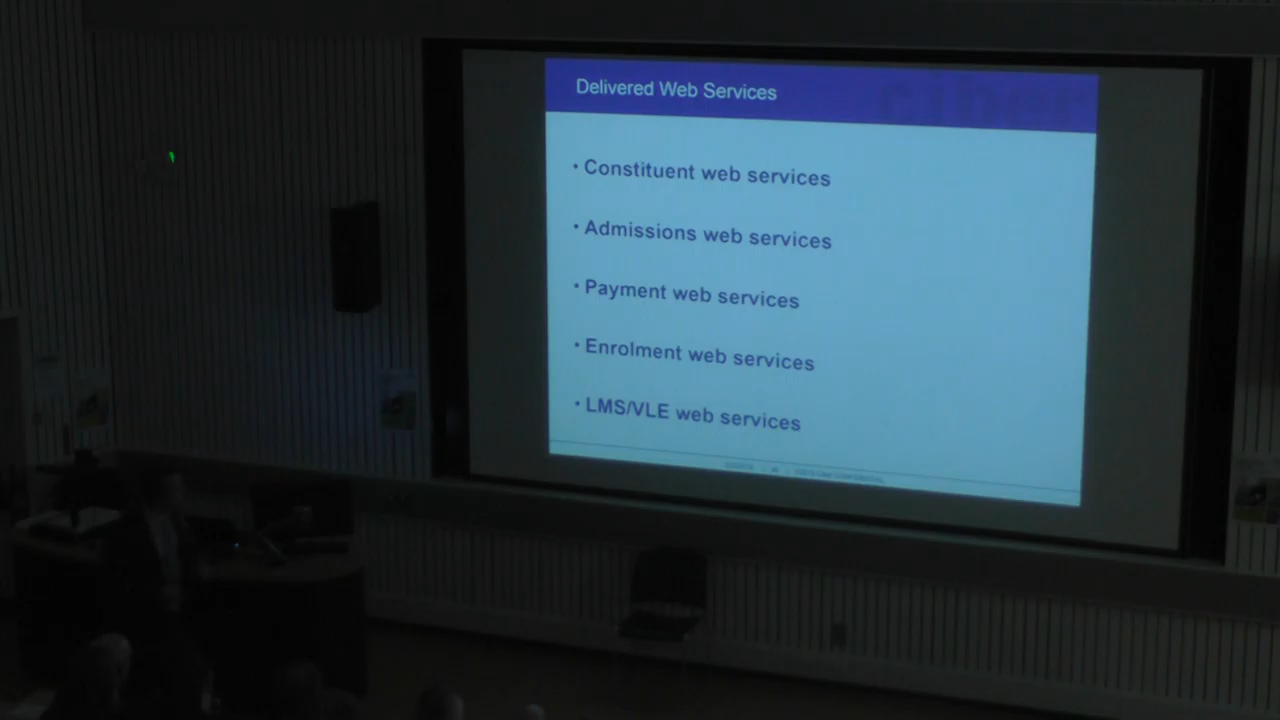 Delivered Web Services
ciber
• Constituent web services
• Admissions web services
• Payment web services
• Enrolment web services
• LMS/VLE web services